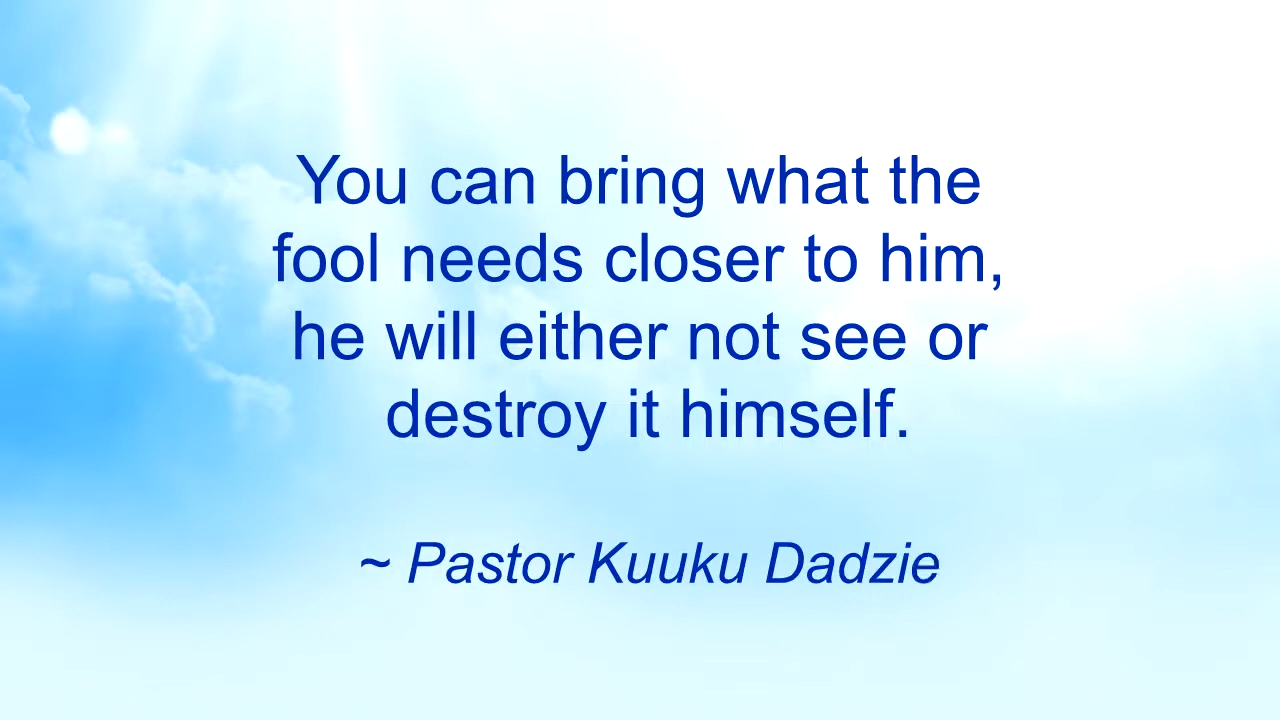 You can bring what the
fool needs closer to him,
he will either not see or
destroy it himself.
~ Pastor Kuuku Dadzie